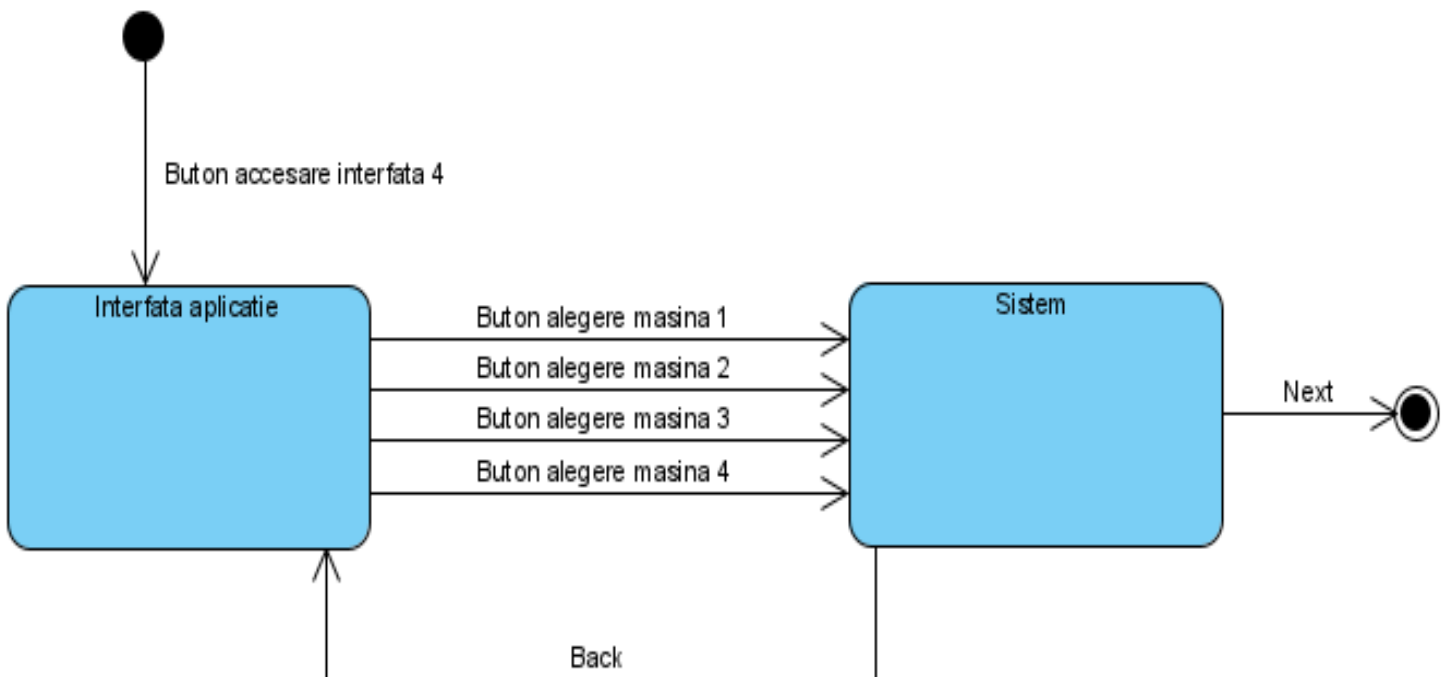 Buton accesare interfata 4
Interfata aplicatie
Sistem
Buton alegere masina 1
Buton alegere masina 2
Buton alegere masina 3
Buton alegere masina 4
Next
Back